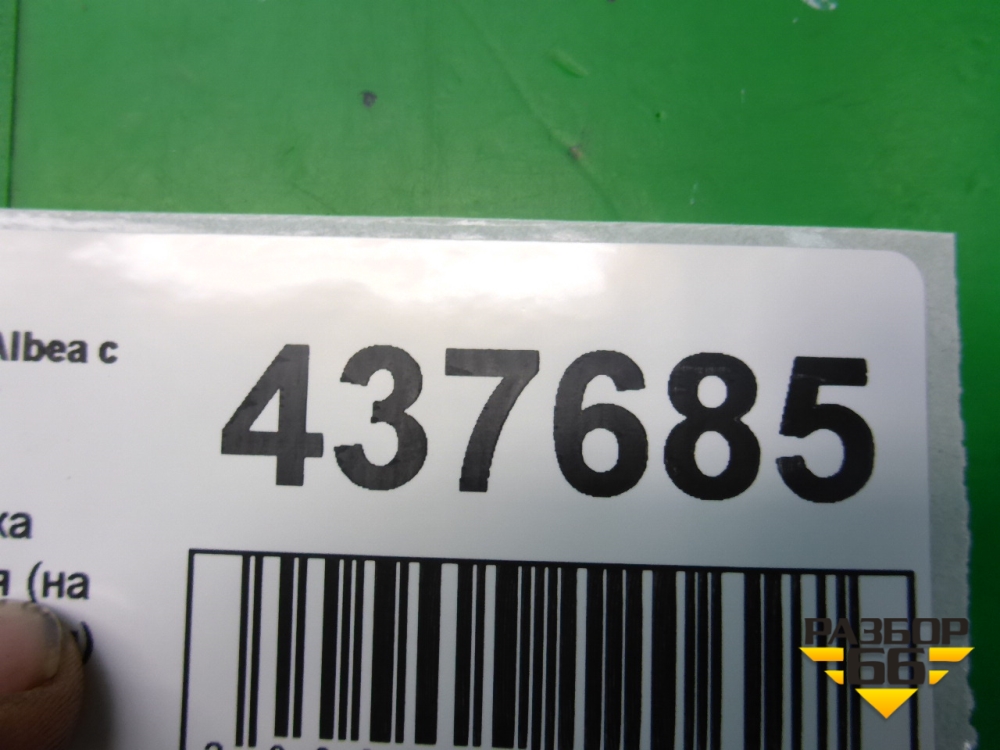 Albea с
437685
ка
я (на
РАЗБОР
66